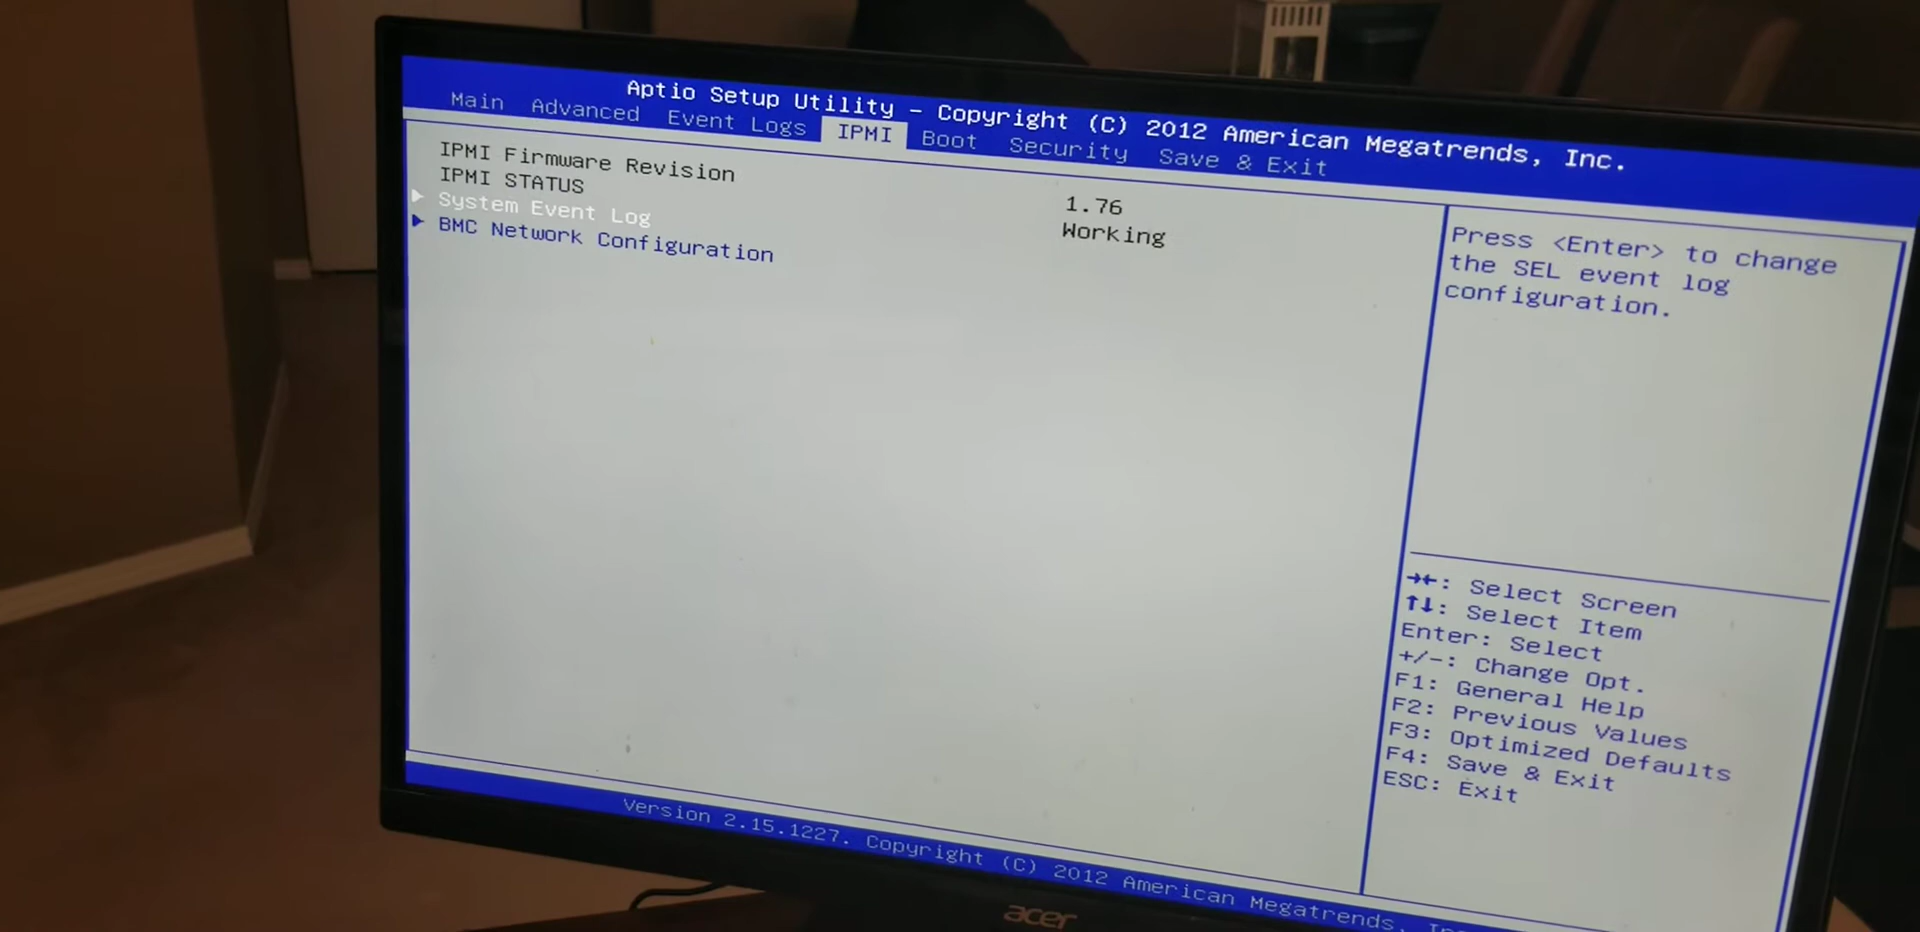 Aptio Setup Utility – Copyright (C) 2012 American Megatrends, Inc.
Main Advanced Event Logs IPMI Boot Security Save & Exit
IPMI Firmware Revision 1.76
IPMI STATUS Working
System Event Log
BMC Network Configuration
Press <Enter> to change
the SEL event log
configuration.
→←: Select Screen
↑↓: Select Item
Enter: Select
+/-: Change Opt.
F1: General Help
F2: Previous Values
F3: Optimized Defaults
F4: Save & Exit
ESC: Exit
Version 2.15.1227. Copyright (C) 2012 American Megatrends,
acer